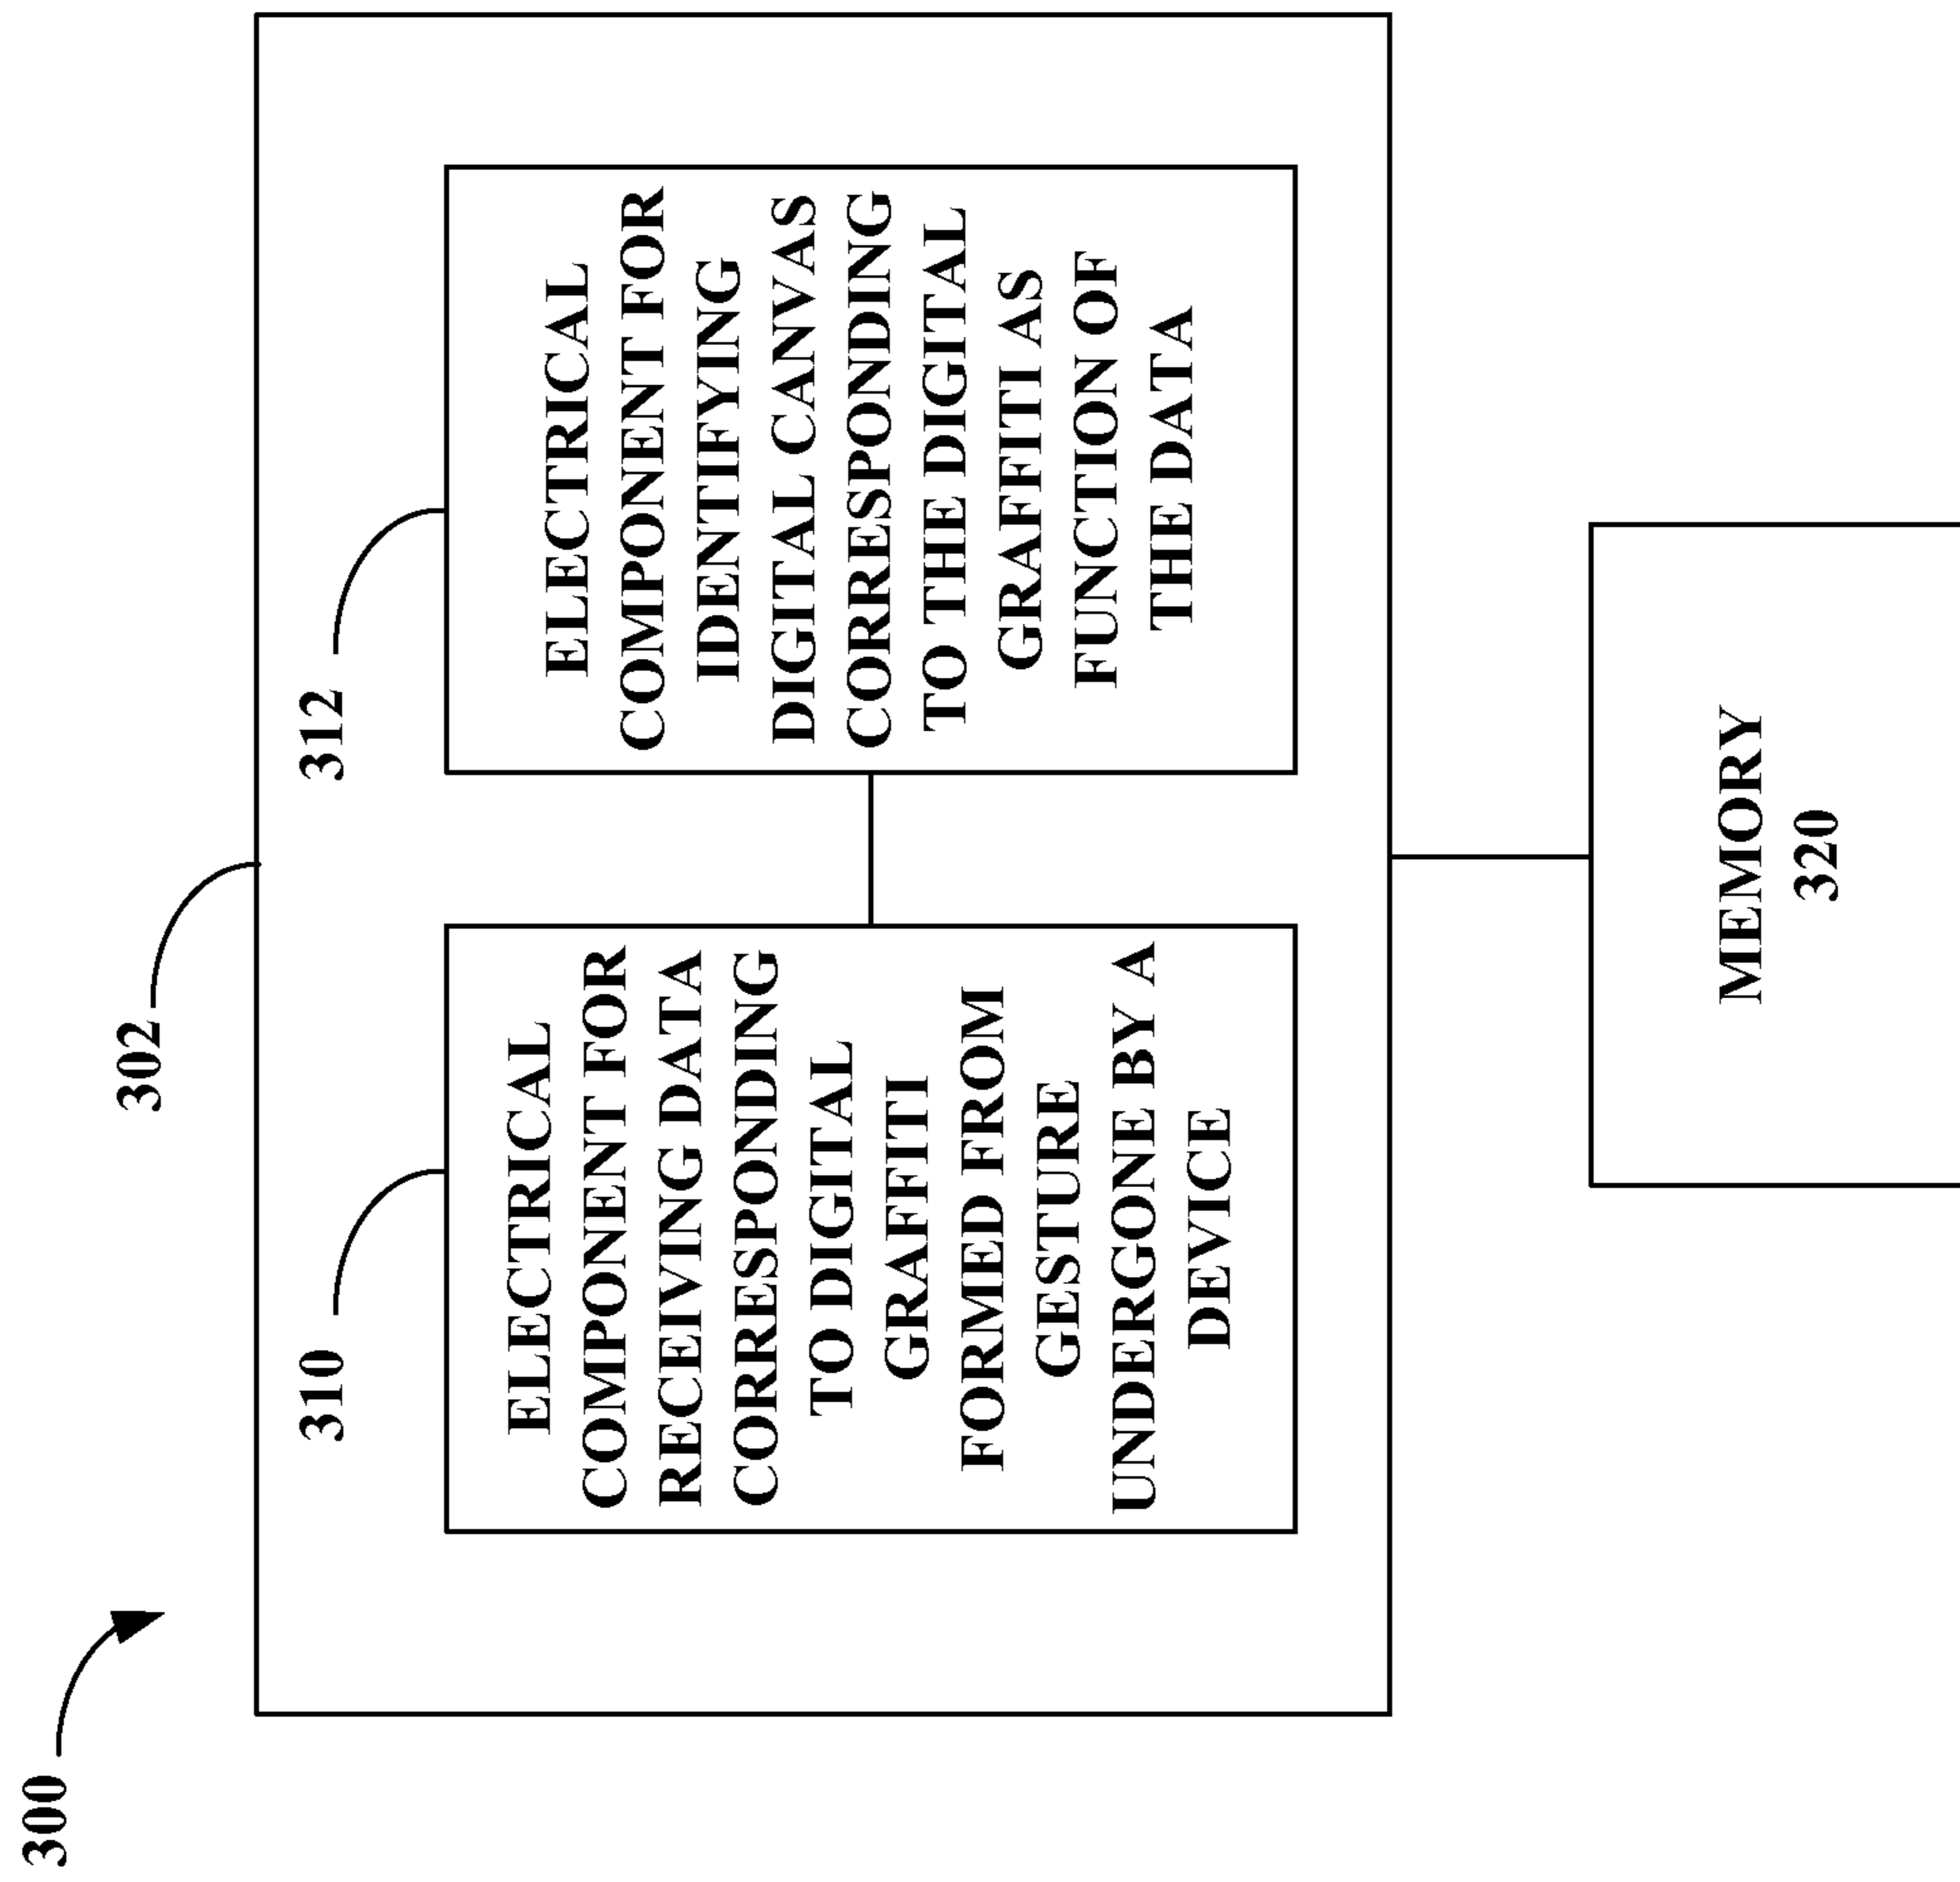 300
302
310
312
ELECTRICAL
COMPONENT FOR
RECEIVING DATA
CORRESPONDING
TO DIGITAL
GRAFFITI
FORMED FROM
GESTURE
UNDERGONE BY A
DEVICE
ELECTRICAL
COMPONENT FOR
IDENTIFYING
DIGITAL CANVAS
CORRESPONDING
TO THE DIGITAL
GRAFFITI AS
FUNCTION OF
THE DATA
MEMORY
320